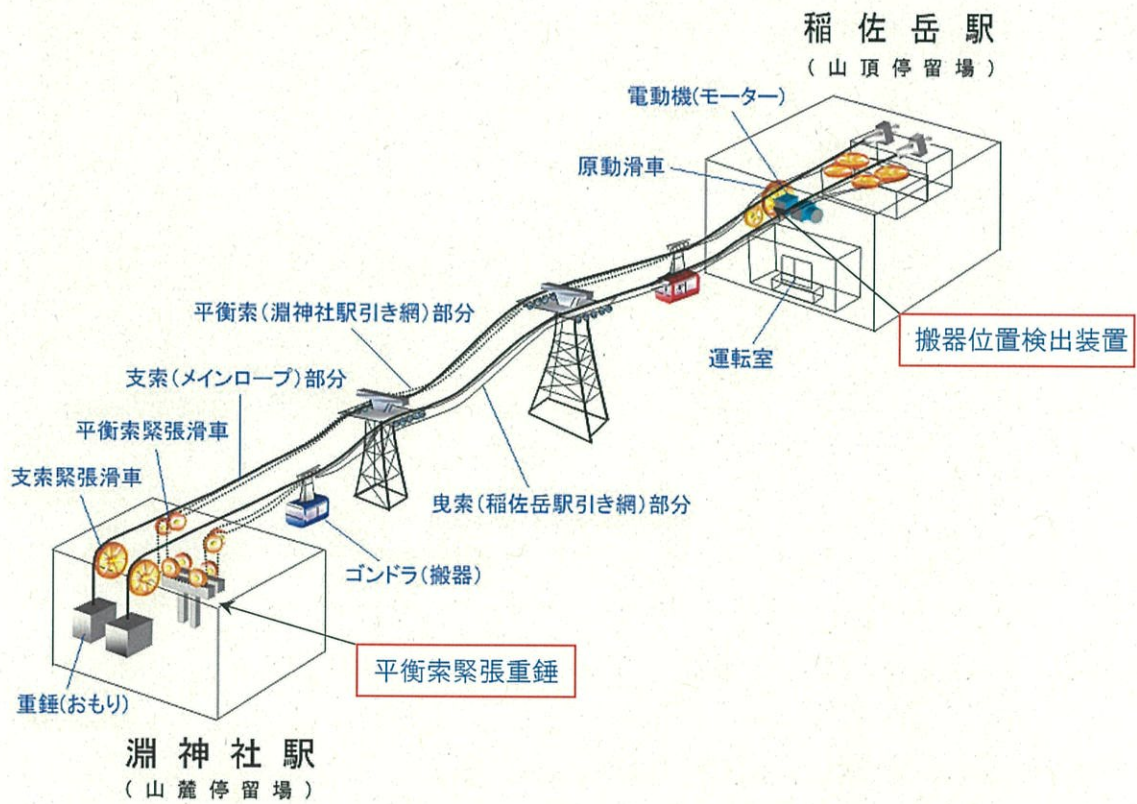 稲佐岳駅
(山頂停留場)
電動機(モーター)
原動滑車
搬器位置検出装置
運転室
平衡索(淵神社駅引き網)部分
支索(メインロープ)部分
平衡索緊張滑車
支索緊張滑車
曳索(稲佐岳駅引き網)部分
ゴンドラ(搬器)
平衡索緊張重錘
重錘(おもり)
淵神社駅
(山麓停留場)